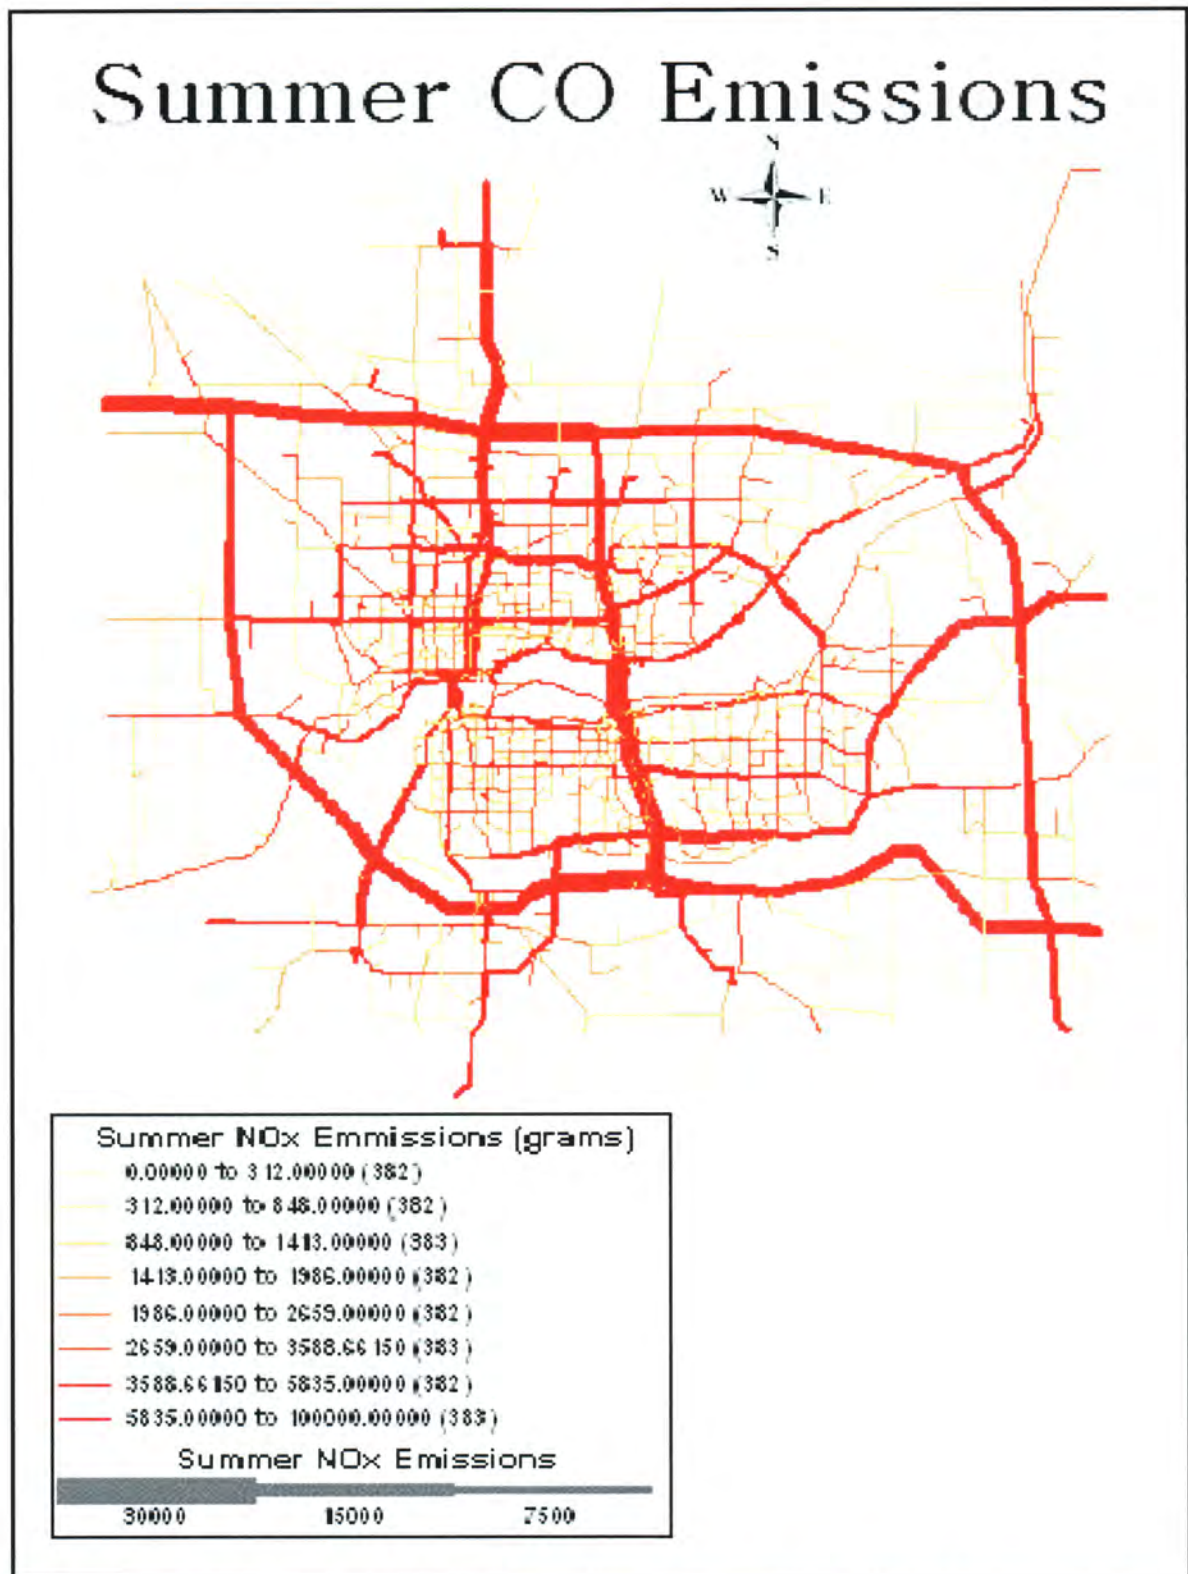 Summer CO Emissions
N
W E
S
Summer NOx Emmissions (grams)
0.00000 to 312.00000 (382)
312.00000 to 848.00000 (382)
848.00000 to 1413.00000 (383)
1413.00000 to 1986.00000 (382)
1986.00000 to 2659.00000 (382)
2659.00000 to 3588.66150 (383)
3588.66150 to 5835.00000 (382)
5835.00000 to 100000.00000 (383)
Summer NOx Emissions
30000 15000 7500